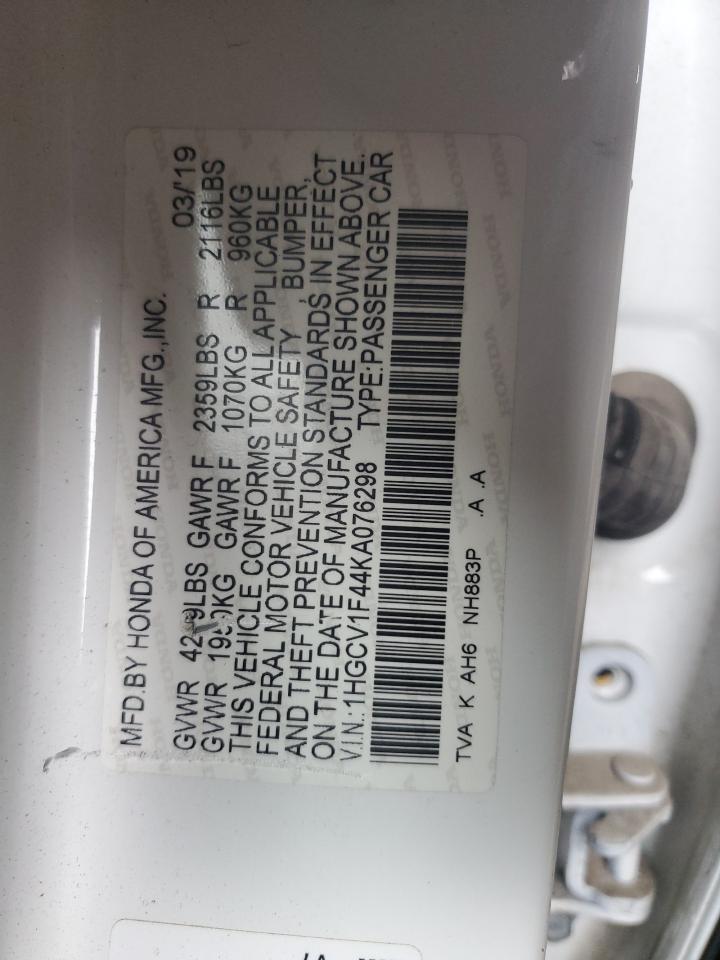 MFD.BY HONDA OF AMERICA MFG.,INC. 03/'19
GVWR LBS GAWR F 2359LBS R 2116LBS
GVWR KG GAWR F 1070KG R 960KG
THIS VEHICLE CONFORMS TO ALL APPLICABLE
FEDERAL MOTOR VEHICLE SAFETY , BUMPER,
AND THEFT PREVENTION STANDARDS IN EFFECT
ON THE DATE OF MANUFACTURE SHOWN ABOVE.
V.I.N.:1HGCV1F44KA076298 TYPE:PASSENGER CAR
TVA K AH6 NH883P .A .A